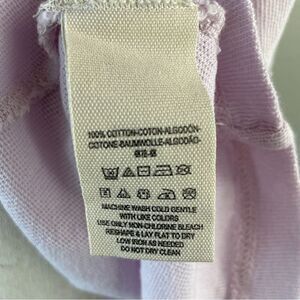 100% COTTON-COTON-ALGODÓN-
COTONE-BAUMWOLLE-ALGODÃO-
MACHINE WASH COLD GENTLE
WITH LIKE COLORS
USE ONLY NON-CHLORINE BLEACH
RESHAPE & LAY FLAT TO DRY
LOW IRON AS NEEDED
DO NOT DRY CLEAN